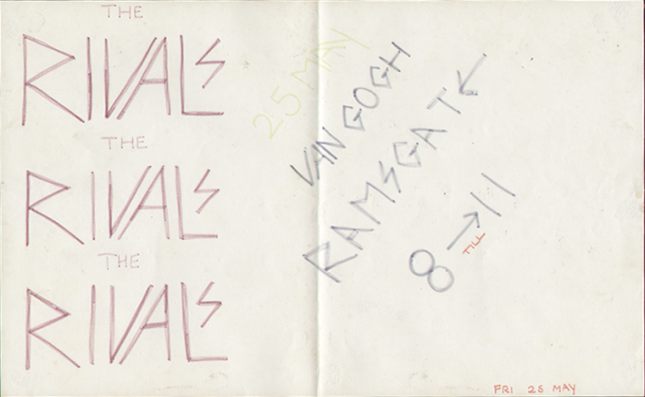 THE
RIVALS
THE
RIVALS
THE
RIVALS
25 MAY
VAN GOGH
RAMSGATE
8 → 11
TILL
FRI 25 MAY